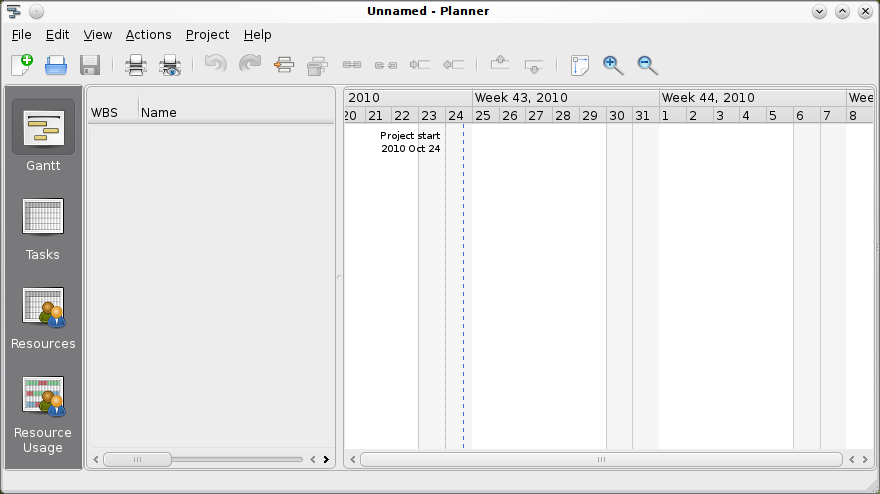 Unnamed - Planner
File Edit View Actions Project Help
Gantt
Tasks
Resources
Resource
Usage
WBS Name
2010 Week 43, 2010 Week 44, 2010 Wee
20 21 22 23 24 25 26 27 28 29 30 31 1 2 3 4 5 6 7 8
Project start
2010 Oct 24